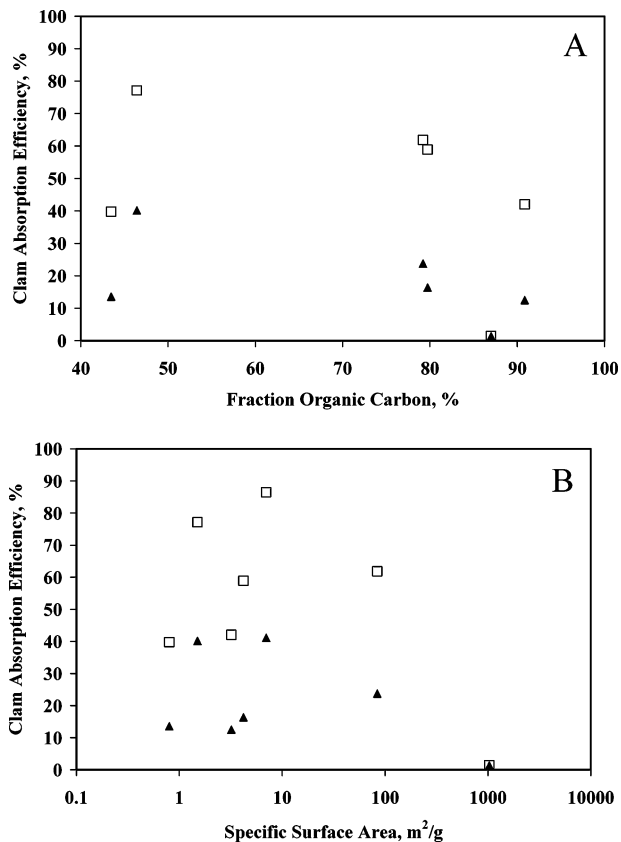 A
100
90
80
70
60
50
40
30
20
10
0
Clam Absorption Efficiency, %
40 50 60 70 80 90 100
Fraction Organic Carbon, %
B
100
90
80
70
60
50
40
30
20
10
0
Clam Absorption Efficiency, %
0.1 1 10 100 1000 10000
Specific Surface Area, m²/g